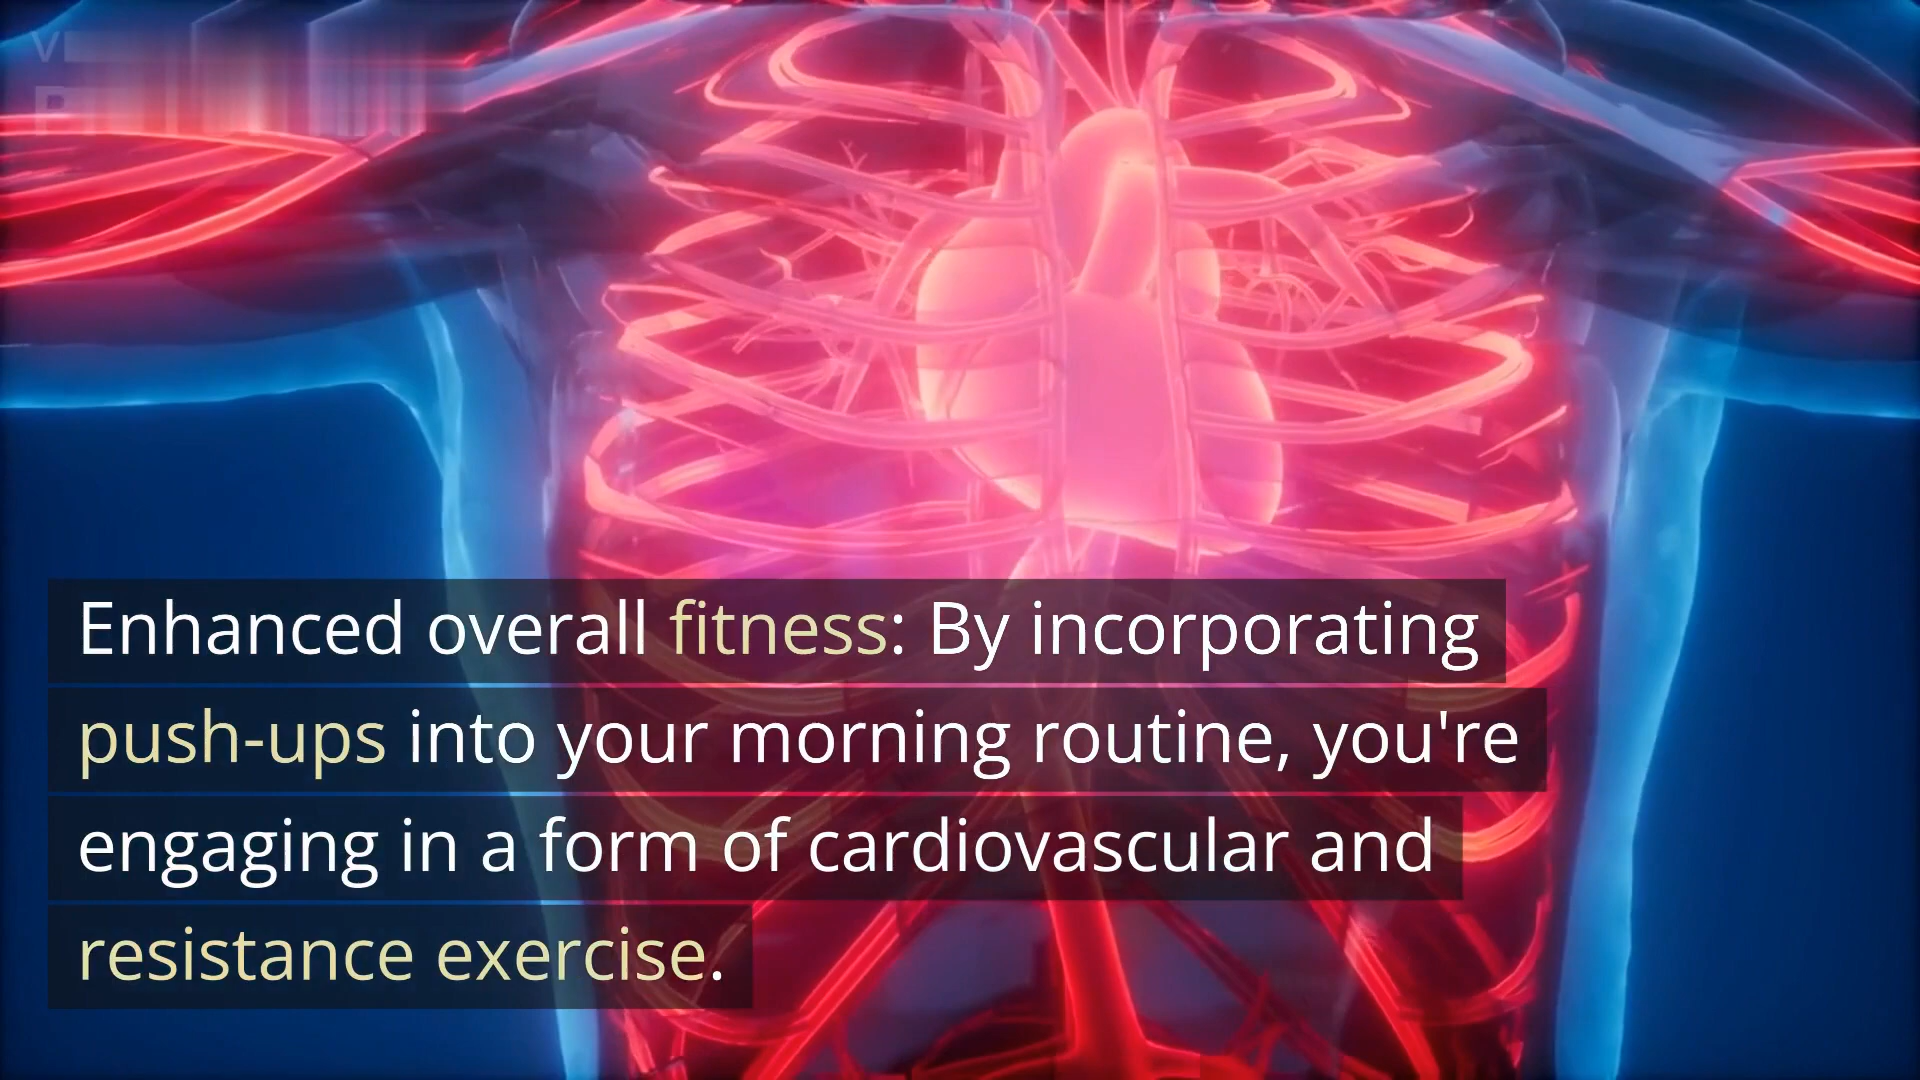 Enhanced overall fitness: By incorporating
push-ups into your morning routine, you're
engaging in a form of cardiovascular and
resistance exercise.